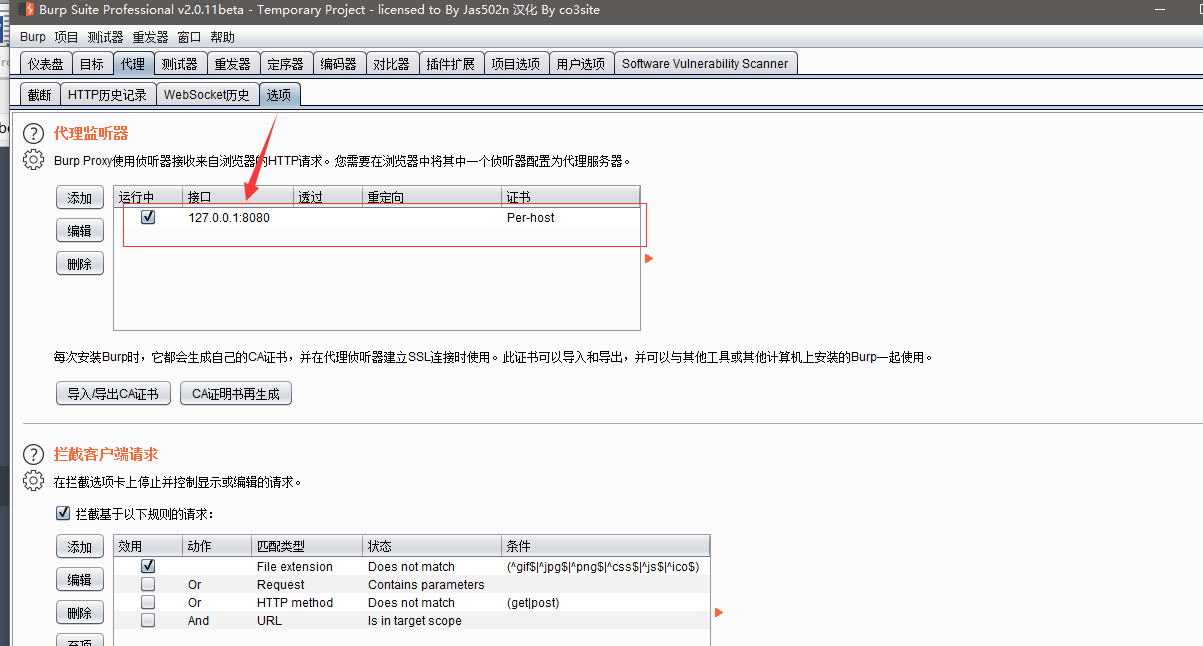 Burp Suite Professional v2.0.11beta - Temporary Project - licensed to By Jas502n 汉化 By co3site
Burp 项目 测试器 重发器 窗口 帮助
仪表盘 目标 代理 测试器 重发器 定序器 编码器 对比器 插件扩展 项目选项 用户选项 Software Vulnerability Scanner
截断 HTTP历史记录 WebSocket历史 选项
代理监听器
Burp Proxy使用侦听器接收来自浏览器的HTTP请求。您需要在浏览器中将其中一个侦听器配置为代理服务器。
添加 运行中 接口 透过 重定向 证书
127.0.0.1:8080 Per-host
编辑
删除
每次安装Burp时，它都会生成自己的CA证书，并在代理侦听器建立SSL连接时使用。此证书可以导入和导出，并可以与其他工具或其他计算机上安装的Burp一起使用。
导入/导出CA证书 CA证明书再生成
拦截客户端请求
在拦截选项卡上停止并控制显示或编辑的请求。
拦截基于以下规则的请求：
添加 效用 动作 匹配类型 状态 条件
File extension Does not match (^gif$|^jpg$|^png$|^css$|^js$|^ico$)
编辑 Or Request Contains parameters
Or HTTP method Does not match (get|post)
删除 And URL Is in target scope